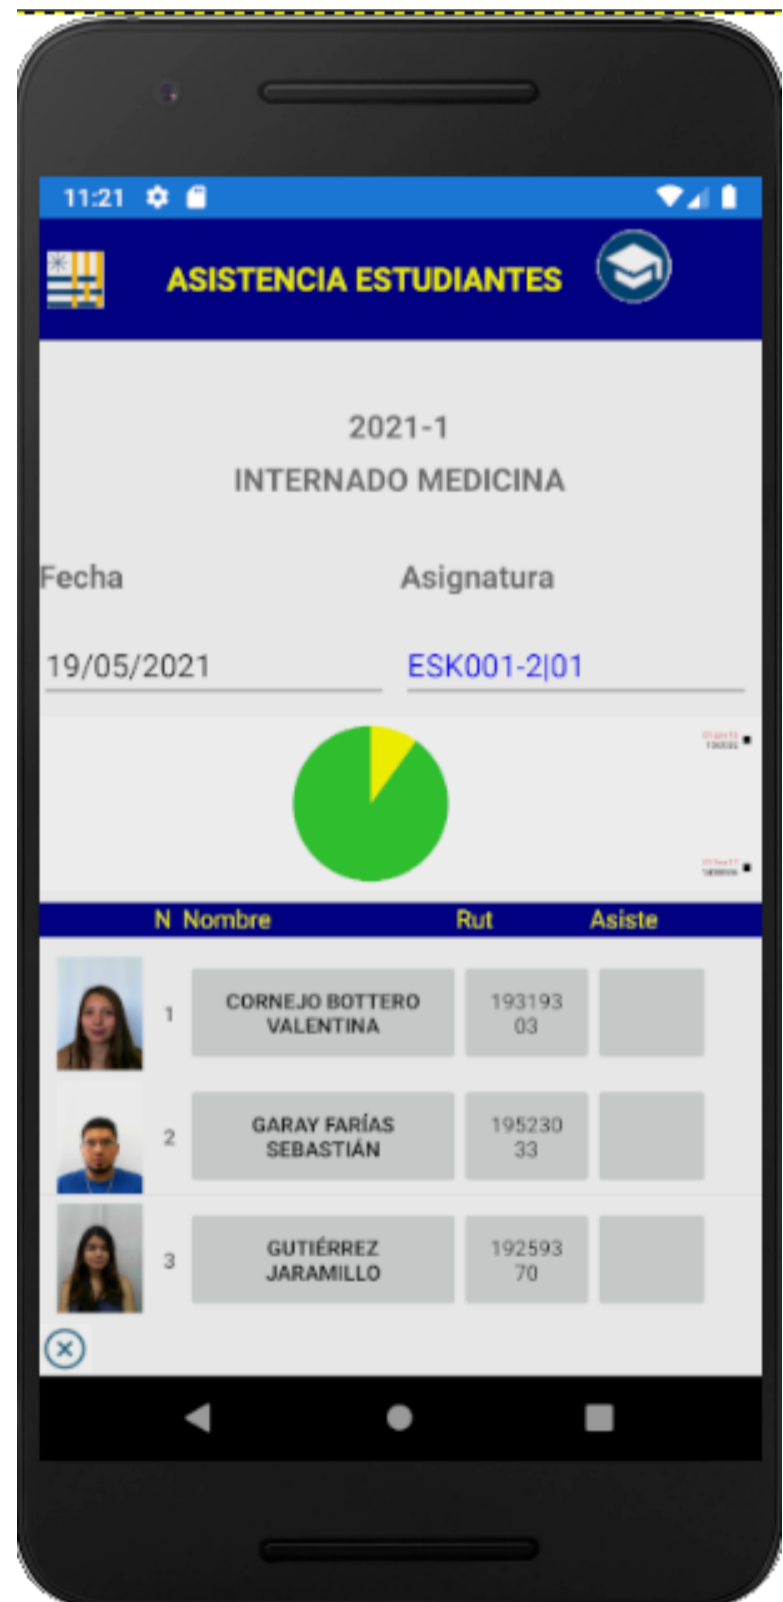 11:21
ASISTENCIA ESTUDIANTES
2021-1
INTERNADO MEDICINA
Fecha Asignatura
19/05/2021 ESK001-2|01
N Nombre Rut Asiste
1 CORNEJO BOTTERO 193193
VALENTINA 03
2 GARAY FARÍAS 195230
SEBASTIÁN 33
3 GUTIÉRREZ 192593
JARAMILLO 70